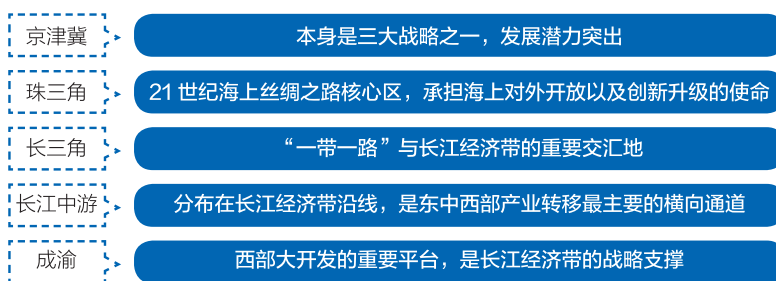 京津冀 本身是三大战略之一，发展潜力突出
珠三角 21世纪海上丝绸之路核心区，承担海上对外开放以及创新升级的使命
长三角 “一带一路”与长江经济带的重要交汇地
长江中游 分布在长江经济带沿线，是东中西部产业转移最主要的横向通道
成渝 西部大开发的重要平台，是长江经济带的战略支撑